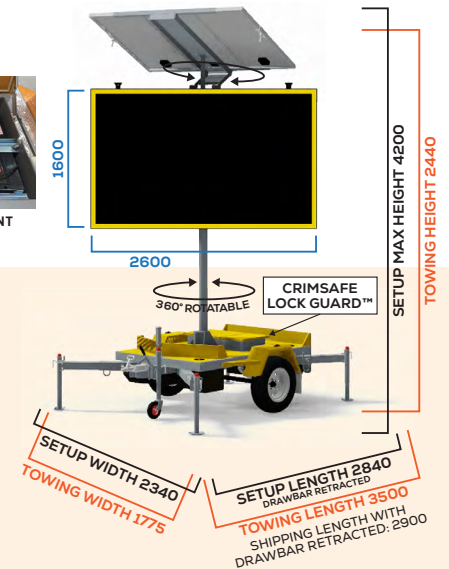 NT
1600
2600
360° ROTATABLE
CRIMSAFE
LOCK GUARD™
SETUP MAX HEIGHT 4200
TOWING HEIGHT 2440
SETUP WIDTH 2340
TOWING WIDTH 1775
SETUP LENGTH 2840
DRAWBAR RETRACTED
TOWING LENGTH 3500
SHIPPING LENGTH WITH
DRAWBAR RETRACTED: 2900